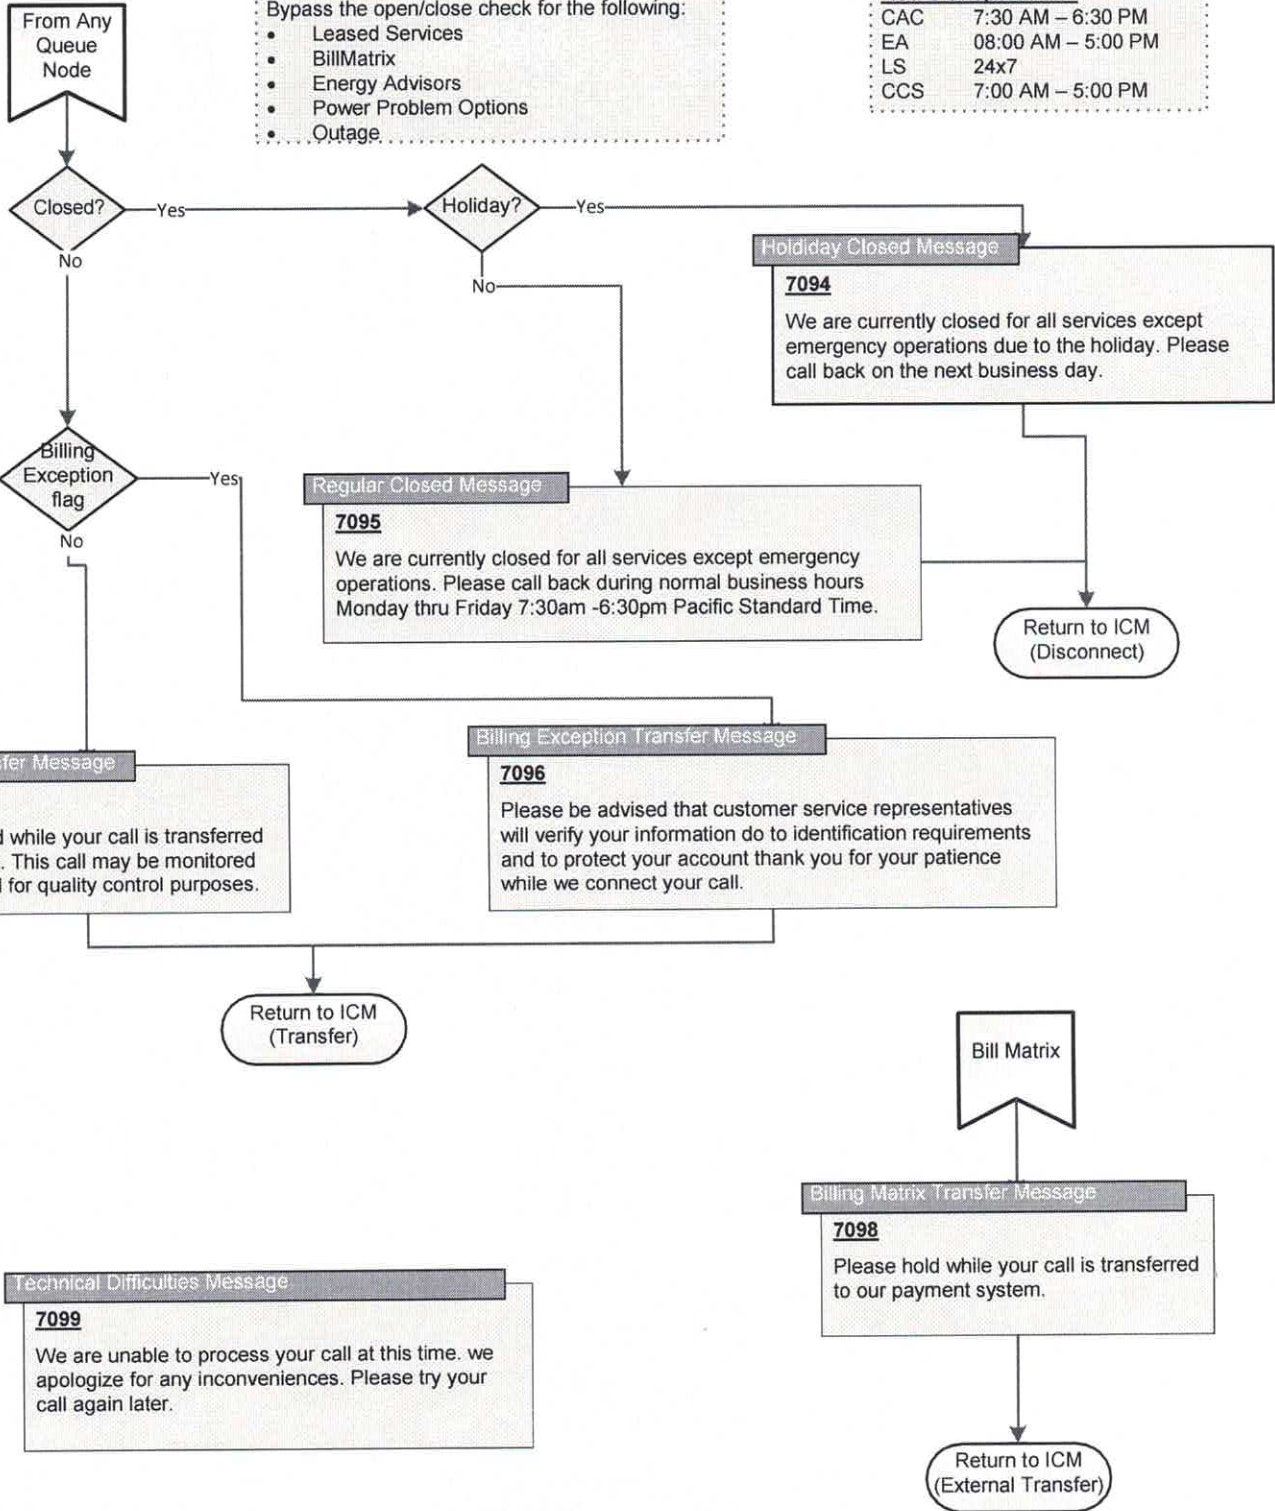 From Any
Queue
Node
Bypass the open/close check for the following:
• Leased Services
• BillMatrix
• Energy Advisors
• Power Problem Options
• Outage
CAC 7:30 AM – 6:30 PM
EA 08:00 AM – 5:00 PM
LS 24x7
CCS 7:00 AM – 5:00 PM
Closed?
Yes
Holiday?
Yes
No
No
Holdiday Closed Message
7094
We are currently closed for all services except
emergency operations due to the holiday. Please
call back on the next business day.
Billing
Exception
flag
Yes
No
Regular Closed Message
7095
We are currently closed for all services except emergency
operations. Please call back during normal business hours
Monday thru Friday 7:30am -6:30pm Pacific Standard Time.
Return to ICM
(Disconnect)
fer Message
while your call is transferred
. This call may be monitored
for quality control purposes.
Billing Exception Transfer Message
7096
Please be advised that customer service representatives
will verify your information do to identification requirements
and to protect your account thank you for your patience
while we connect your call.
Return to ICM
(Transfer)
Bill Matrix
Billing Matrix Transfer Message
7098
Please hold while your call is transferred
to our payment system.
Technical Difficulties Message
7099
We are unable to process your call at this time. we
apologize for any inconveniences. Please try your
call again later.
Return to ICM
(External Transfer)